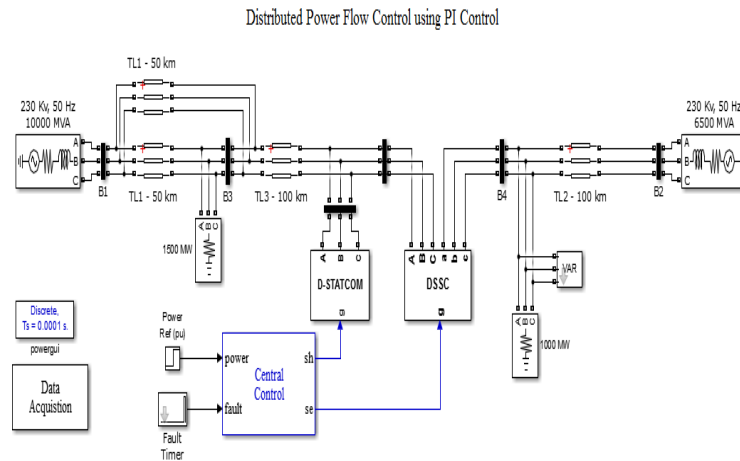 Distributed Power Flow Control using PI Control
TL1 - 50 km
230 Kv, 50 Hz
10000 MVA
230 Kv, 50 Hz
6500 MVA
A
B
C
A
B
C
B1
TL1 - 50 km
B3
TL3 - 100 km
B4
TL2 - 100 km
B2
A B C
1500 MW
A B C
D-STATCOM
g
A B C a b c
DSSC
g
VAR
A B C
1000 MW
Discrete,
Ts = 0.0001 s.
powergui
Data
Acquistion
Power
Ref (pu)
Fault
Timer
power
fault
Central
Control
sh
se